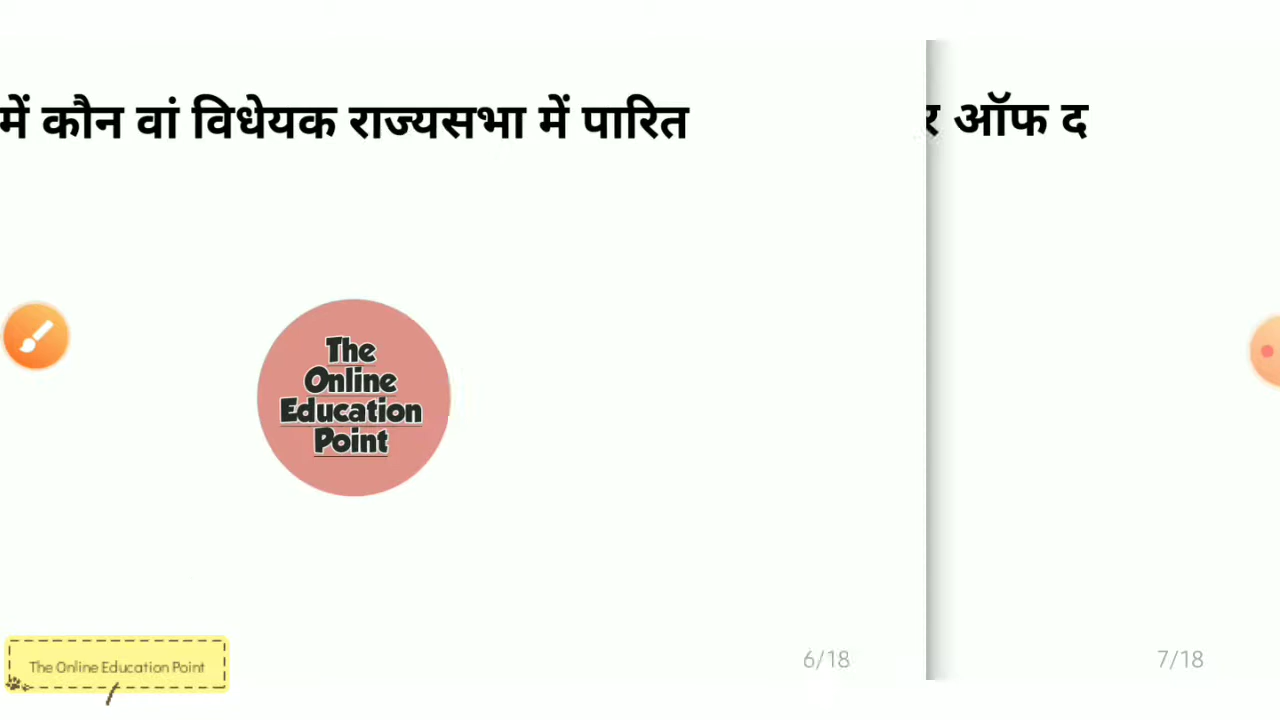 में कौन वां विधेयक राज्यसभा में पारित
ऑफ द
The
Online
Education
Point
The Online Education Point
6/18
7/18